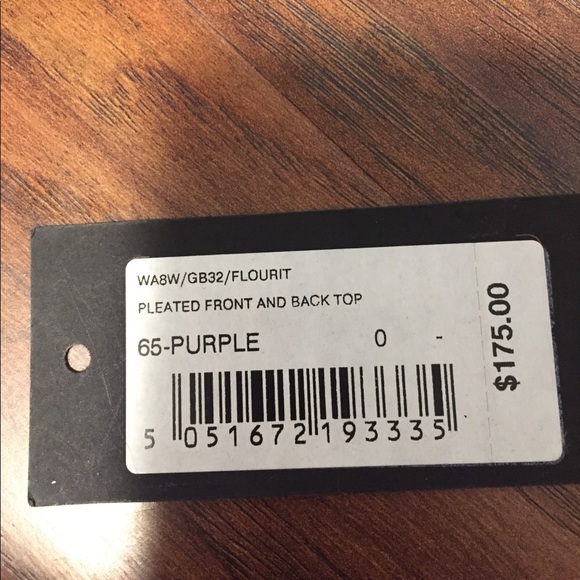 WA8W/GB32/FLOURIT
PLEATED FRONT AND BACK TOP
65-PURPLE 0 -
5 051672 193335
$175.00